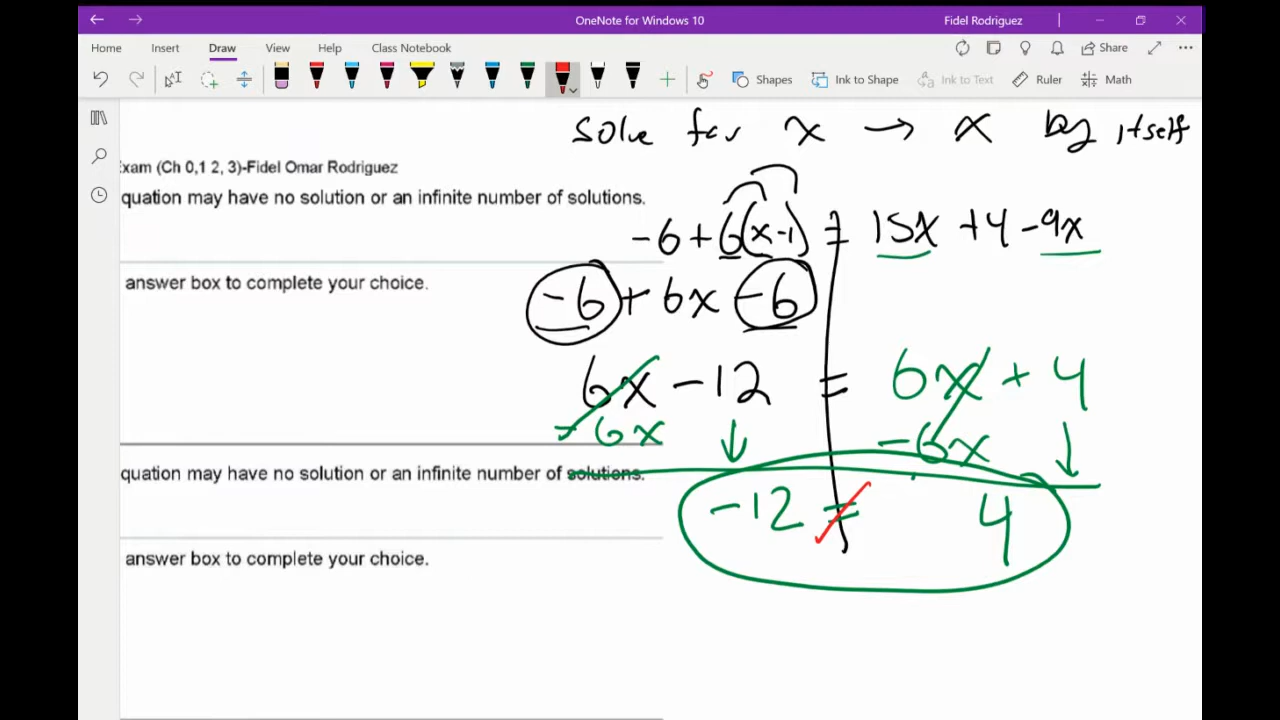 OneNote for Windows 10
Fidel Rodriguez
Home Insert Draw View Help Class Notebook
Share
Shapes Ink to Shape Ink to Text Ruler Math
solve for x → x by itself
Exam (Ch 0,1 2, 3)-Fidel Omar Rodriguez
quation may have no solution or an infinite number of solutions.
-6+6(x-1) = 15x +4 -9x
answer box to complete your choice.
-6 + 6x -6
6x -12 = 6x + 4
-6x -6x
quation may have no solution or an infinite number of solutions.
-12 ≠ 4
answer box to complete your choice.